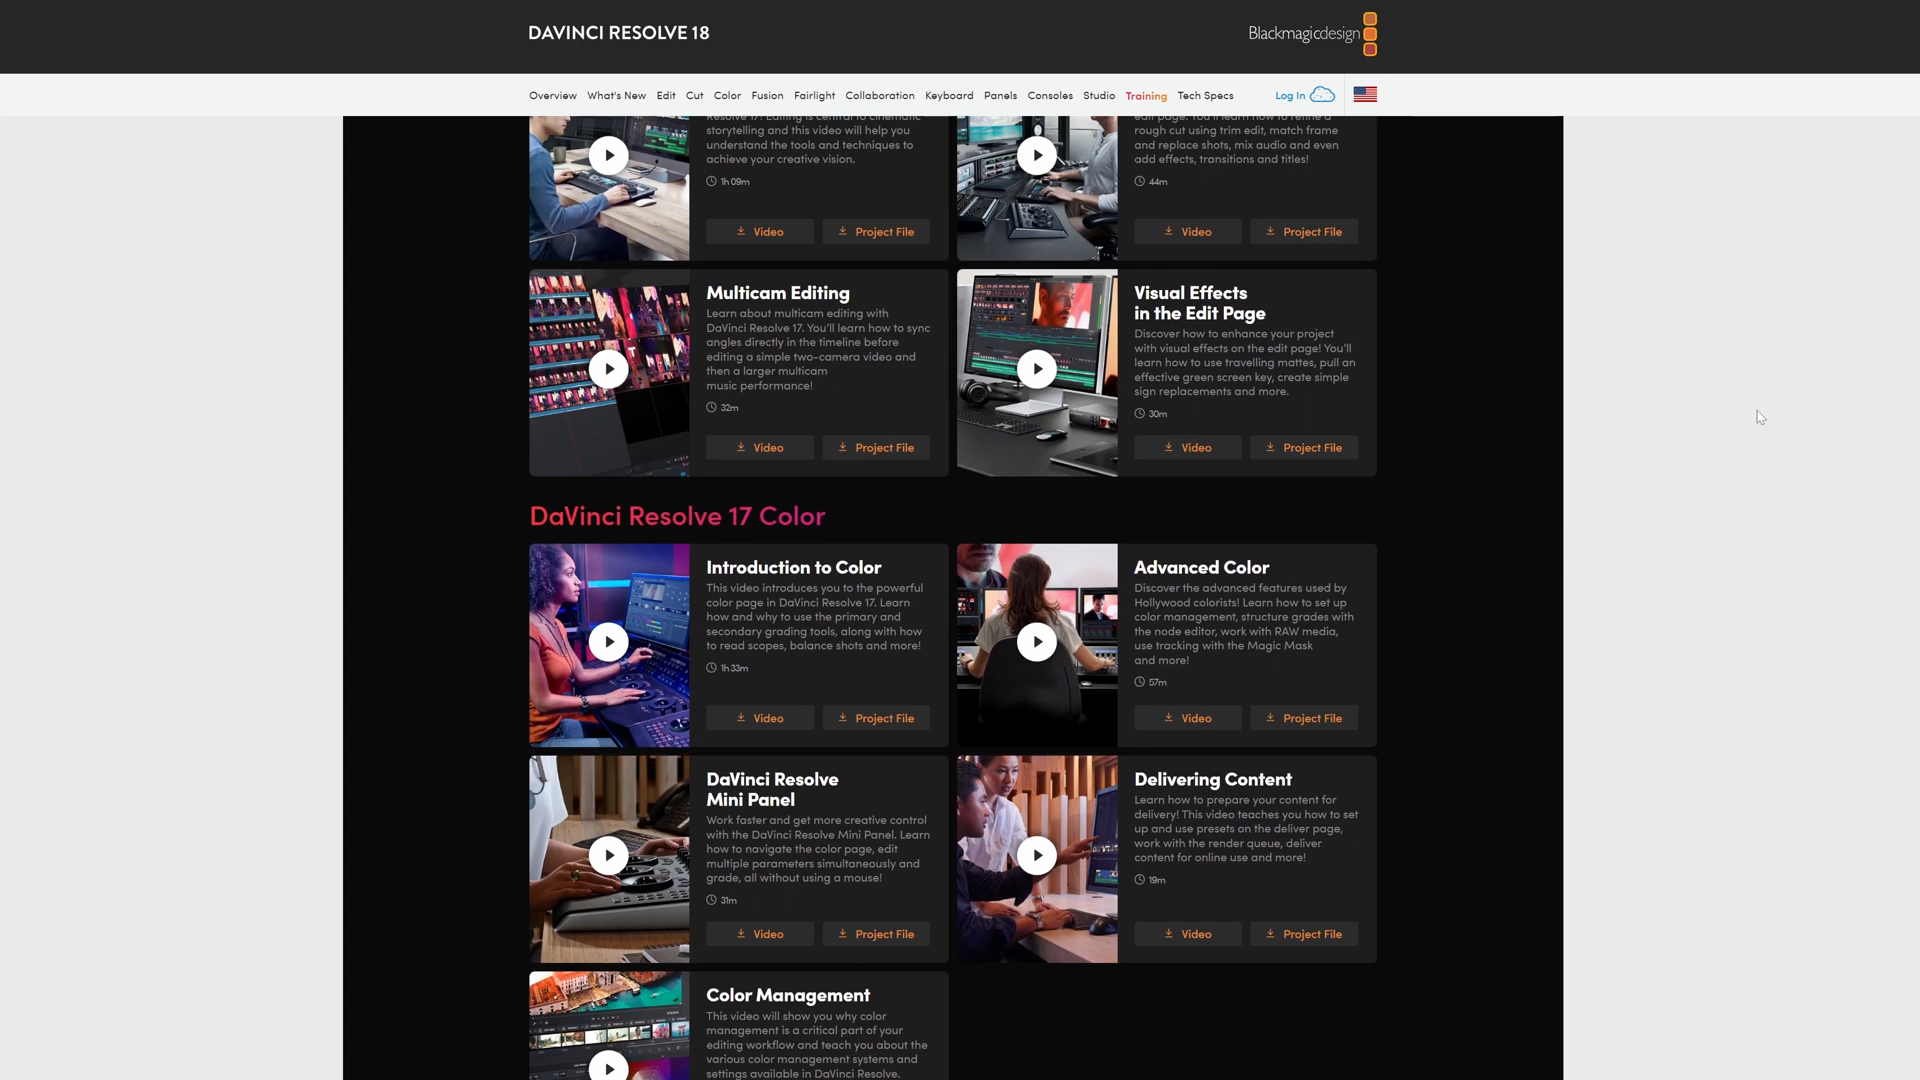 DAVINCI RESOLVE 18
Blackmagicdesign
Overview What's New Edit Cut Color Fusion Fairlight Collaboration Keyboard Panels Consoles Studio Training Tech Specs Log In
Resolve 17! Editing is central to cinematic
storytelling and this video will help you
understand the tools and techniques to
achieve your creative vision.
1h 09m
Video Project File
edit page. You'll learn how to refine a
rough cut using trim edit, match frame
and replace shots, mix audio and even
add effects, transitions and titles!
44m
Video Project File
Multicam Editing
Learn about multicam editing with
DaVinci Resolve 17. You'll learn how to sync
angles directly in the timeline before
editing a simple two-camera video and
then a larger multicam
music performance!
32m
Video Project File
Visual Effects
in the Edit Page
Discover how to enhance your project
with visual effects on the edit page! You'll
learn how to use travelling mattes, pull an
effective green screen key, create simple
sign replacements and more.
30m
Video Project File
DaVinci Resolve 17 Color
Introduction to Color
This video introduces you to the powerful
color page in DaVinci Resolve 17. Learn
how and why to use the primary and
secondary grading tools, along with how
to read scopes, balance shots and more!
1h 33m
Video Project File
Advanced Color
Discover the advanced features used by
Hollywood colorists! Learn how to set up
color management, structure grades with
the node editor, work with RAW media,
use tracking with the Magic Mask
and more!
57m
Video Project File
DaVinci Resolve
Mini Panel
Work faster and get more creative control
with the DaVinci Resolve Mini Panel. Learn
how to navigate the color page, edit
multiple parameters simultaneously and
grade, all without using a mouse!
31m
Video Project File
Delivering Content
Learn how to prepare your content for
delivery! This video teaches you how to set
up and use presets on the deliver page,
work with the render queue, deliver
content for online use and more!
19m
Video Project File
Color Management
This video will show you why color
management is a critical part of your
editing workflow and teach you about the
various color management systems and
settings available in DaVinci Resolve.